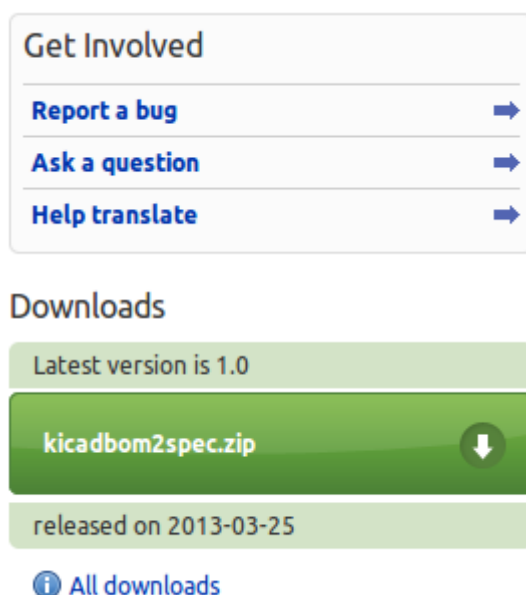 Get Involved
Report a bug
Ask a question
Help translate
Downloads
Latest version is 1.0
kicadbom2spec.zip
released on 2013-03-25
All downloads